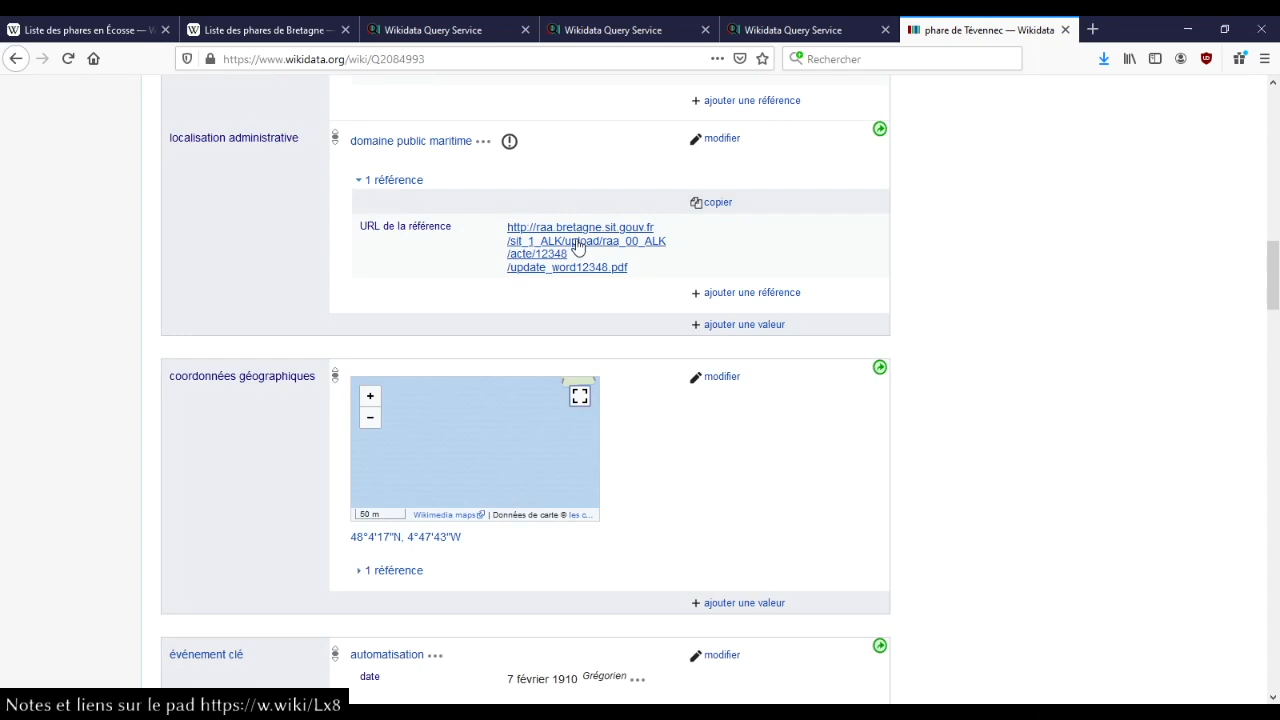 Liste des phares en Écosse — W
Liste des phares de Bretagne —
Wikidata Query Service
Wikidata Query Service
Wikidata Query Service
phare de Tévennec — Wikidata
https://www.wikidata.org/wiki/Q2084993
Rechercher
+ ajouter une référence
localisation administrative
domaine public maritime
modifier
1 référence
copier
URL de la référence
http://raa.bretagne.sit.gouv.fr
/sit_1_ALK/upload/raa_00_ALK
/acte/12348
/update_word12348.pdf
+ ajouter une référence
+ ajouter une valeur
coordonnées géographiques
modifier
+
−
50 m
Wikimedia maps | Données de carte © les c...
48°4'17"N, 4°47'43"W
1 référence
+ ajouter une valeur
événement clé
automatisation
modifier
date
7 février 1910 Grégorien
Notes et liens sur le pad https://w.wiki/Lx8